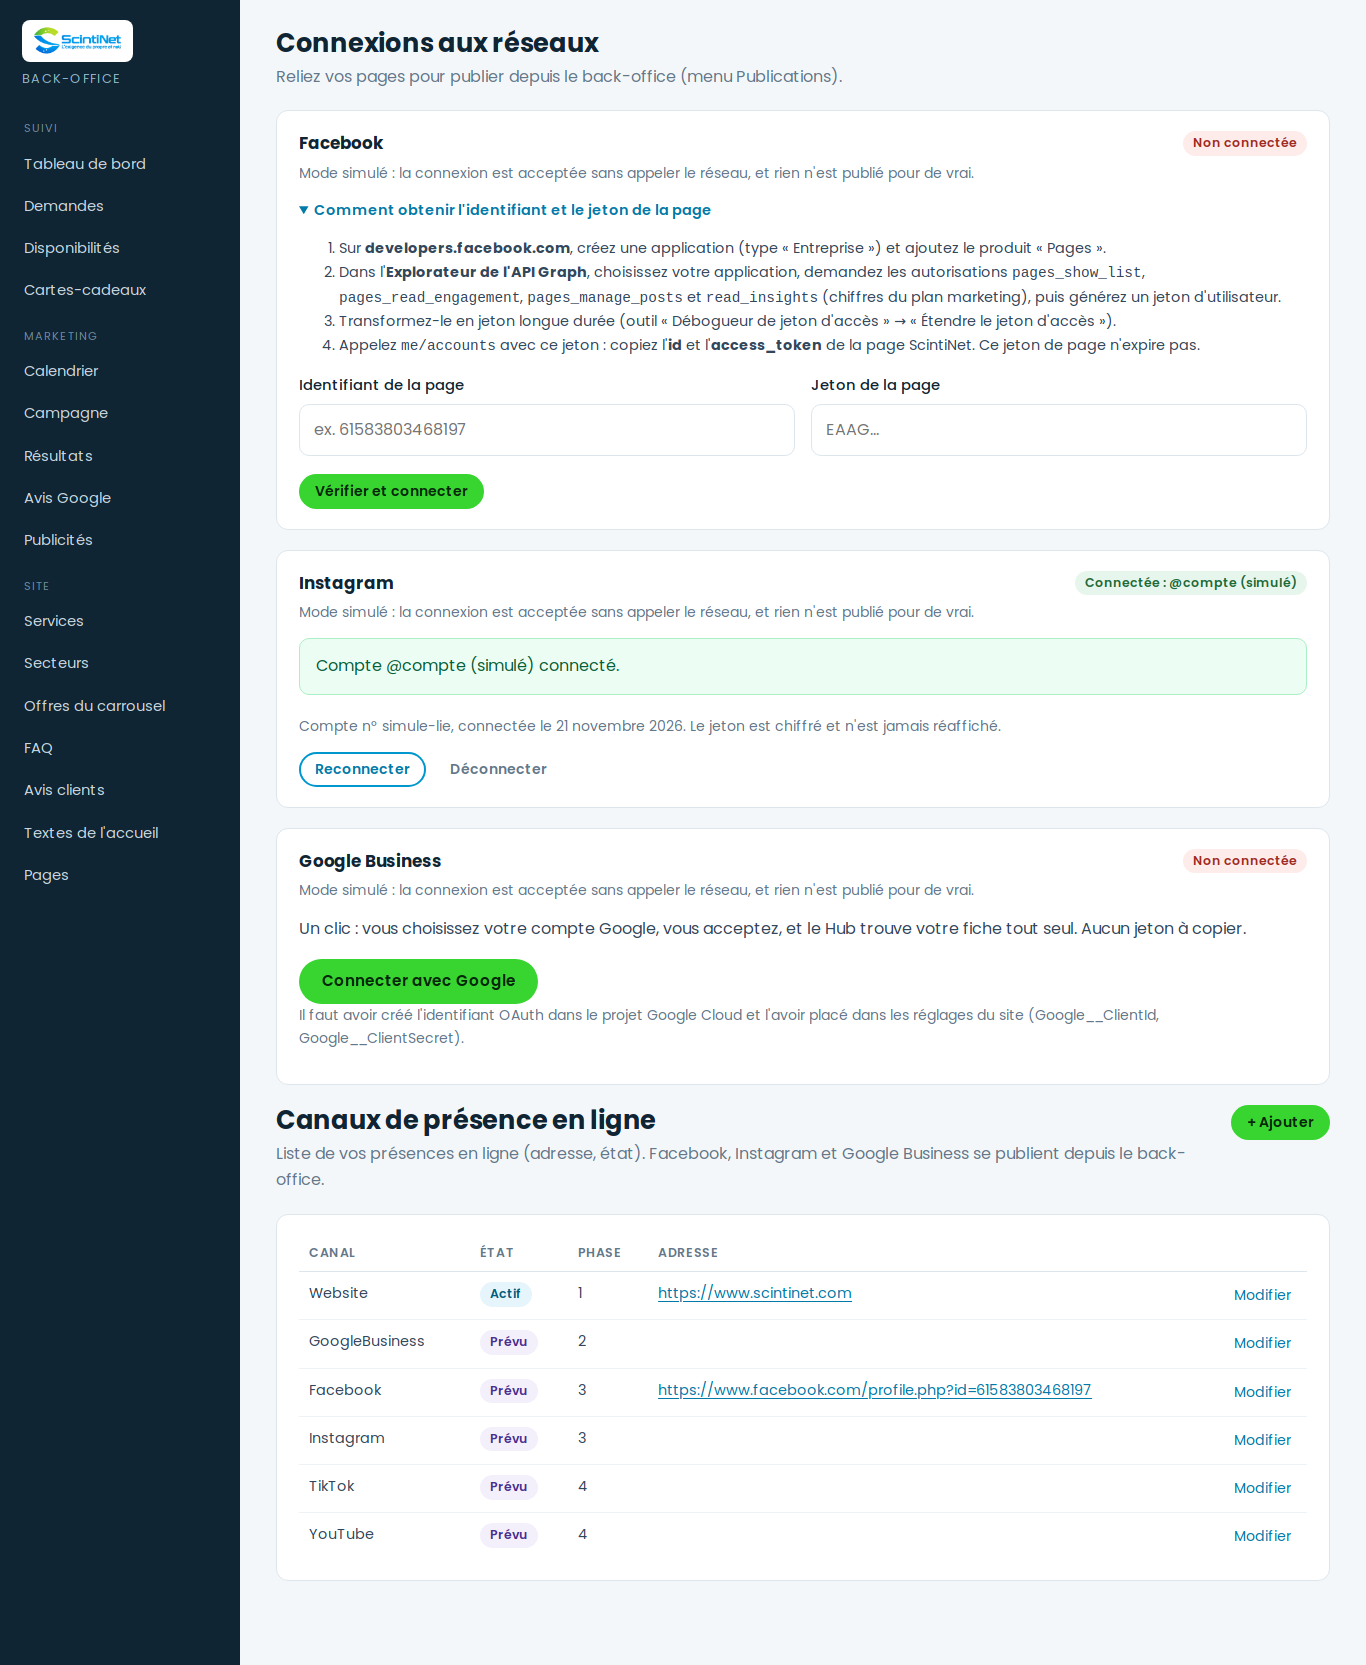 ScintiNet
L'exigence du propre et net
BACK-OFFICE
SUIVI
Tableau de bord
Demandes
Disponibilités
Cartes-cadeaux
MARKETING
Calendrier
Campagne
Résultats
Avis Google
Publicités
SITE
Services
Secteurs
Offres du carrousel
FAQ
Avis clients
Textes de l'accueil
Pages
Connexions aux réseaux
Reliez vos pages pour publier depuis le back-office (menu Publications).
Facebook
Non connectée
Mode simulé : la connexion est acceptée sans appeler le réseau, et rien n'est publié pour de vrai.
▼ Comment obtenir l'identifiant et le jeton de la page
1. Sur developers.facebook.com, créez une application (type « Entreprise ») et ajoutez le produit « Pages ».
2. Dans l'Explorateur de l'API Graph, choisissez votre application, demandez les autorisations pages_show_list,
pages_read_engagement, pages_manage_posts et read_insights (chiffres du plan marketing), puis générez un jeton d'utilisateur.
3. Transformez-le en jeton longue durée (outil « Débogueur de jeton d'accès » → « Étendre le jeton d'accès »).
4. Appelez me/accounts avec ce jeton : copiez l'id et l'access_token de la page ScintiNet. Ce jeton de page n'expire pas.
Identifiant de la page
Jeton de la page
ex. 61583803468197
EAAG...
Vérifier et connecter
Instagram
Connectée : @compte (simulé)
Mode simulé : la connexion est acceptée sans appeler le réseau, et rien n'est publié pour de vrai.
Compte @compte (simulé) connecté.
Compte n° simule-lie, connectée le 21 novembre 2026. Le jeton est chiffré et n'est jamais réaffiché.
Reconnecter
Déconnecter
Google Business
Non connectée
Mode simulé : la connexion est acceptée sans appeler le réseau, et rien n'est publié pour de vrai.
Un clic : vous choisissez votre compte Google, vous acceptez, et le Hub trouve votre fiche tout seul. Aucun jeton à copier.
Connecter avec Google
Il faut avoir créé l'identifiant OAuth dans le projet Google Cloud et l'avoir placé dans les réglages du site (Google__ClientId,
Google__ClientSecret).
Canaux de présence en ligne
+ Ajouter
Liste de vos présences en ligne (adresse, état). Facebook, Instagram et Google Business se publient depuis le back-
office.
CANAL ÉTAT PHASE ADRESSE
Website Actif 1 https://www.scintinet.com Modifier
GoogleBusiness Prévu 2 Modifier
Facebook Prévu 3 https://www.facebook.com/profile.php?id=61583803468197 Modifier
Instagram Prévu 3 Modifier
TikTok Prévu 4 Modifier
YouTube Prévu 4 Modifier